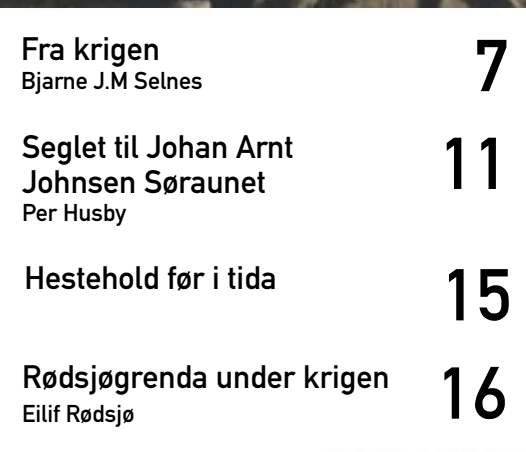 Fra krigen 7
Bjarne J.M Selnes
Seglet til Johan Arnt 11
Johnsen Søraunet
Per Husby
Hestehold før i tida 15
Rødsjøgrenda under krigen 16
Eilif Rødsjø